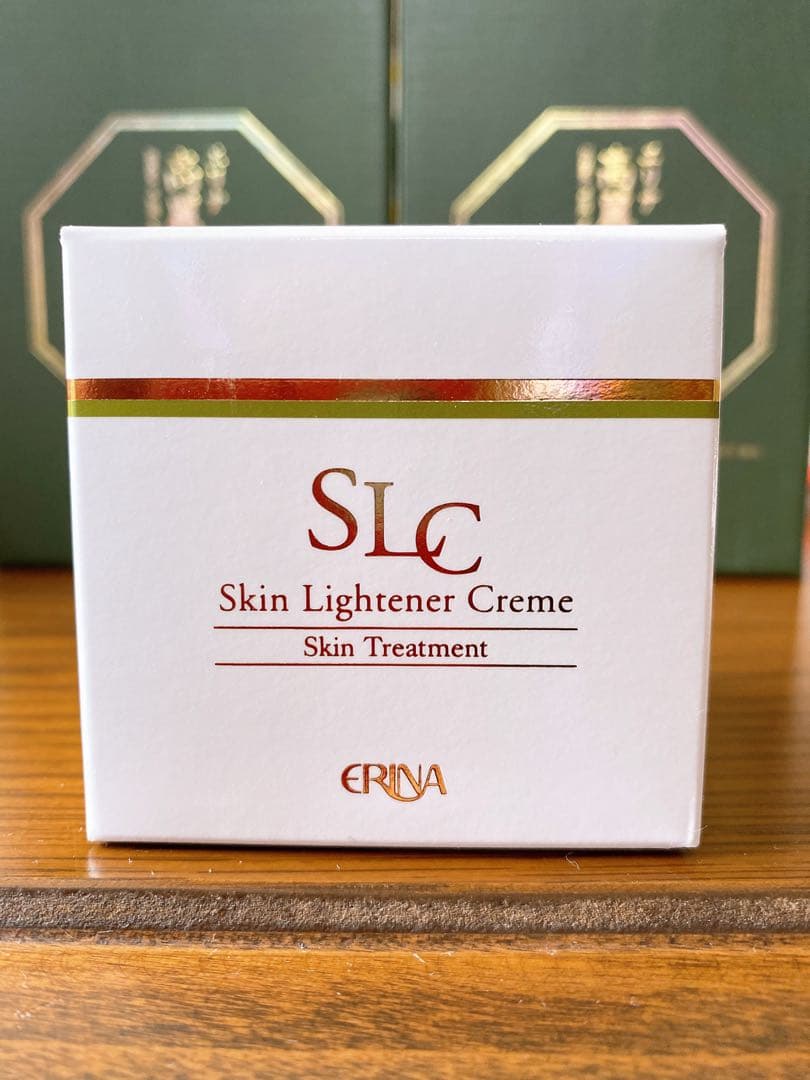 SLC
Skin Lightener Creme
Skin Treatment
ERINA